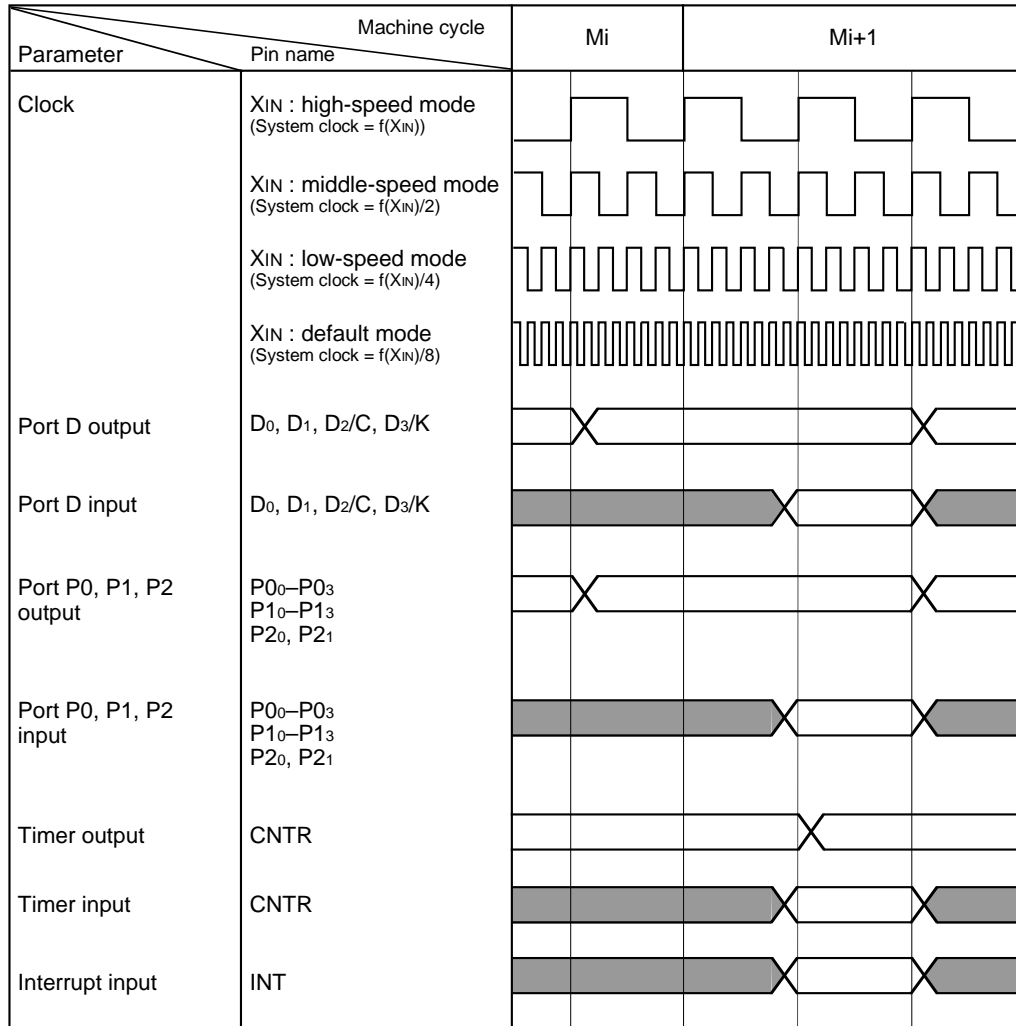 Machine cycle
Parameter
Pin name
Mi
Mi+1
Clock
XIN : high-speed mode
(System clock = f(XIN))
XIN : middle-speed mode
(System clock = f(XIN)/2)
XIN : low-speed mode
(System clock = f(XIN)/4)
XIN : default mode
(System clock = f(XIN)/8)
Port D output
D0, D1, D2/C, D3/K
Port D input
D0, D1, D2/C, D3/K
Port P0, P1, P2
output
P00–P03
P10–P13
P20, P21
Port P0, P1, P2
input
P00–P03
P10–P13
P20, P21
Timer output
CNTR
Timer input
CNTR
Interrupt input
INT